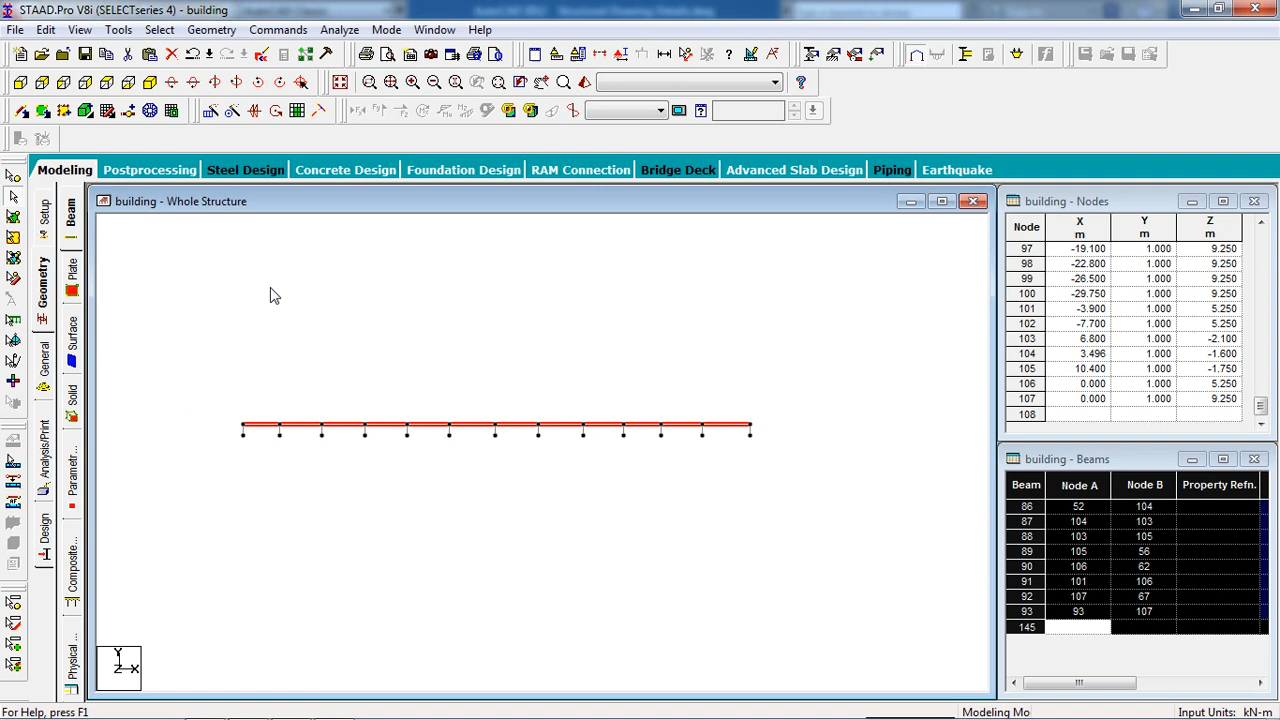 STAAD.Pro V8i (SELECTseries 4) - building
File Edit View Tools Select Geometry Commands Analyze Mode Window Help
Modeling Postprocessing Steel Design Concrete Design Foundation Design RAM Connection Bridge Deck Advanced Slab Design Piping Earthquake
building - Whole Structure
Setup
Geometry
General
Analysis/Print
Design
Beam
Plate
Surface
Solid
Parametr...
Composite...
Physical ...
Y
Z X
building - Nodes
Node X m Y m Z m
97 -19.100 1.000 9.250
98 -22.800 1.000 9.250
99 -26.500 1.000 9.250
100 -29.750 1.000 9.250
101 -3.900 1.000 5.250
102 -7.700 1.000 5.250
103 6.800 1.000 -2.100
104 3.496 1.000 -1.600
105 10.400 1.000 -1.750
106 0.000 1.000 5.250
107 0.000 1.000 9.250
108
building - Beams
Beam Node A Node B Property Refn.
86 52 104
87 104 103
88 103 105
89 105 56
90 106 62
91 101 106
92 107 67
93 93 107
145
For Help, press F1
Modeling Mo Input Units: kN-m